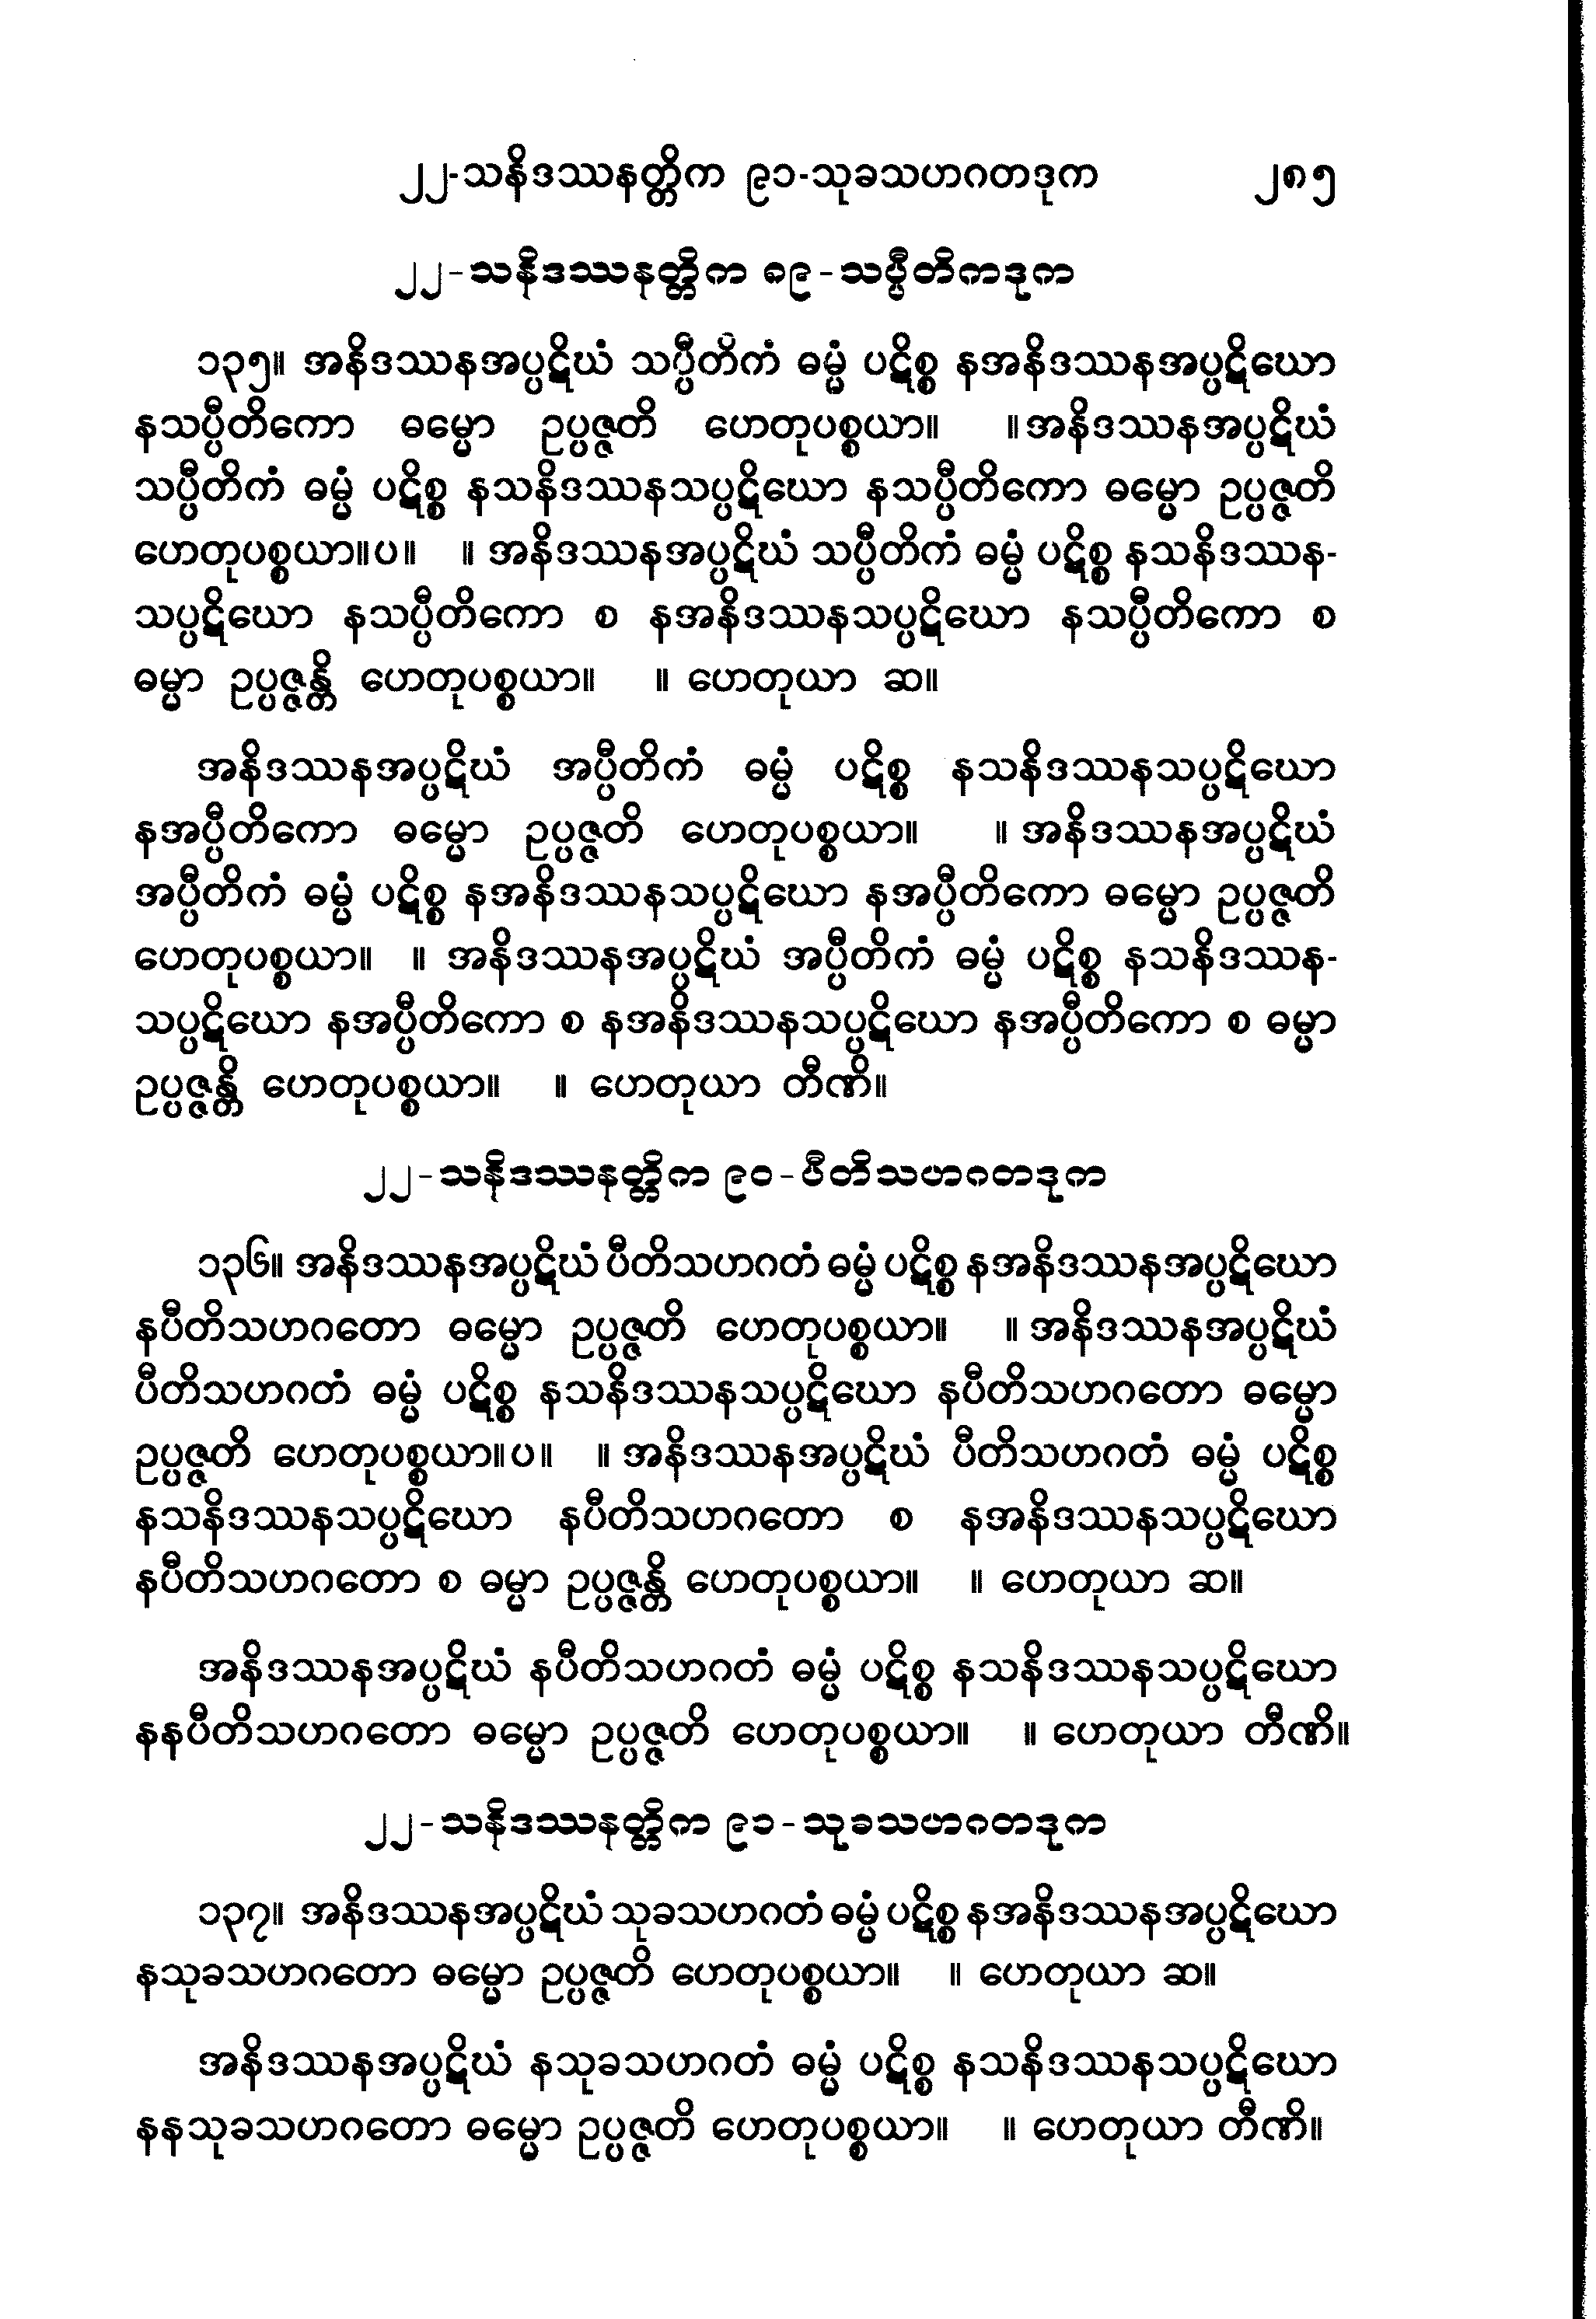 ၂၂-သနိဒဿနတ္တိက ၉၁-သုခသဟဂတဒုက ၂၈၅
၂၂-သနိဒဿနတ္တိက ၈၉-သပ္ပီတိကဒုက
၁၃၅။ အနိဒဿနအပ္ပဋိဃံ သပ္ပီတိကံ ဓမ္မံ ပဋိစ္စ နအနိဒဿနအပ္ပဋိဃော
နသပ္ပီတိကော ဓမ္မော ဥပ္ပဇ္ဇတိ ဟေတုပစ္စယာ။ ။အနိဒဿနအပ္ပဋိဃံ
သပ္ပီတိကံ ဓမ္မံ ပဋိစ္စ နသနိဒဿနသပ္ပဋိဃော နသပ္ပီတိကော ဓမ္မော ဥပ္ပဇ္ဇတိ
ဟေတုပစ္စယာ။ပ။ ။ အနိဒဿနအပ္ပဋိဃံ သပ္ပီတိကံ ဓမ္မံ ပဋိစ္စ နသနိဒဿန-
သပ္ပဋိဃော နသပ္ပီတိကော စ နအနိဒဿနသပ္ပဋိဃော နသပ္ပီတိကော စ
ဓမ္မာ ဥပ္ပဇ္ဇန္တိ ဟေတုပစ္စယာ။ ။ ဟေတုယာ ဆ။
အနိဒဿနအပ္ပဋိဃံ အပ္ပီတိကံ ဓမ္မံ ပဋိစ္စ နသနိဒဿနသပ္ပဋိဃော
နအပ္ပီတိကော ဓမ္မော ဥပ္ပဇ္ဇတိ ဟေတုပစ္စယာ။ ။ အနိဒဿနအပ္ပဋိဃံ
အပ္ပီတိကံ ဓမ္မံ ပဋိစ္စ နအနိဒဿနသပ္ပဋိဃော နအပ္ပီတိကော ဓမ္မော ဥပ္ပဇ္ဇတိ
ဟေတုပစ္စယာ။ ။ အနိဒဿနအပ္ပဋိဃံ အပ္ပီတိကံ ဓမ္မံ ပဋိစ္စ နသနိဒဿန-
သပ္ပဋိဃော နအပ္ပီတိကော စ နအနိဒဿနသပ္ပဋိဃော နအပ္ပီတိကော စ ဓမ္မာ
ဥပ္ပဇ္ဇန္တိ ဟေတုပစ္စယာ။ ။ ဟေတုယာ တီဏိ။
၂၂-သနိဒဿနတ္တိက ၉၀-ပီတိသဟဂတဒုက
၁၃၆။ အနိဒဿနအပ္ပဋိဃံ ပီတိသဟဂတံ ဓမ္မံ ပဋိစ္စ နအနိဒဿနအပ္ပဋိဃော
နပီတိသဟဂတော ဓမ္မော ဥပ္ပဇ္ဇတိ ဟေတုပစ္စယာ။ ။ အနိဒဿနအပ္ပဋိဃံ
ပီတိသဟဂတံ ဓမ္မံ ပဋိစ္စ နသနိဒဿနသပ္ပဋိဃော နပီတိသဟဂတော ဓမ္မော
ဥပ္ပဇ္ဇတိ ဟေတုပစ္စယာ။ပ။ ။ အနိဒဿနအပ္ပဋိဃံ ပီတိသဟဂတံ ဓမ္မံ ပဋိစ္စ
နသနိဒဿနသပ္ပဋိဃော နပီတိသဟဂတော စ နအနိဒဿနသပ္ပဋိဃော
နပီတိသဟဂတော စ ဓမ္မာ ဥပ္ပဇ္ဇန္တိ ဟေတုပစ္စယာ။ ။ ဟေတုယာ ဆ။
အနိဒဿနအပ္ပဋိဃံ နပီတိသဟဂတံ ဓမ္မံ ပဋိစ္စ နသနိဒဿနသပ္ပဋိဃော
နနပီတိသဟဂတော ဓမ္မော ဥပ္ပဇ္ဇတိ ဟေတုပစ္စယာ။ ။ ဟေတုယာ တီဏိ။
၂၂-သနိဒဿနတ္တိက ၉၁-သုခသဟဂတဒုက
၁၃၇။ အနိဒဿနအပ္ပဋိဃံ သုခသဟဂတံ ဓမ္မံ ပဋိစ္စ နအနိဒဿနအပ္ပဋိဃော
နသုခသဟဂတော ဓမ္မော ဥပ္ပဇ္ဇတိ ဟေတုပစ္စယာ။ ။ ဟေတုယာ ဆ။
အနိဒဿနအပ္ပဋိဃံ နသုခသဟဂတံ ဓမ္မံ ပဋိစ္စ နသနိဒဿနသပ္ပဋိဃော
နနသုခသဟဂတော ဓမ္မော ဥပ္ပဇ္ဇတိ ဟေတုပစ္စယာ။ ။ ဟေတုယာ တီဏိ။